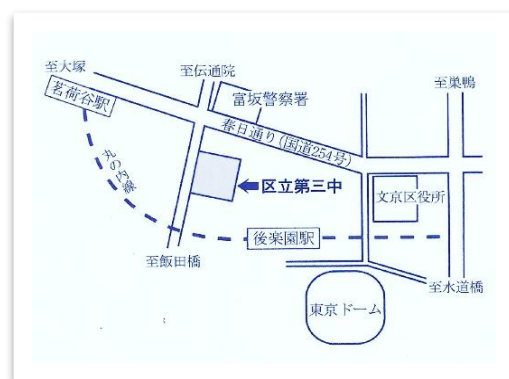 至大塚
至伝通院
至巣鴨
茗荷谷駅
富坂警察署
春日通り(国道254号)
丸の内線
区立第三中
文京区役所
後楽園駅
至飯田橋
至水道橋
東京ドーム